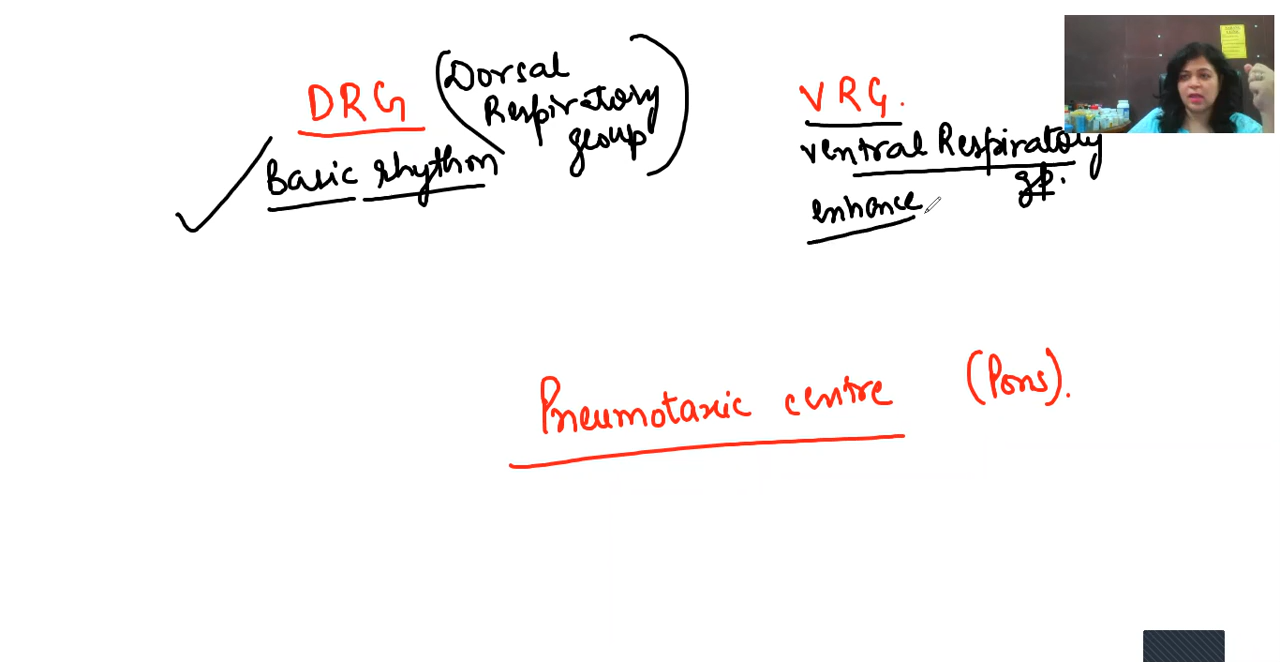 DRG (Dorsal
Respiratory
group)
Basic rhythm
VRG.
Ventral Respiratory
gp.
enhance
Pneumotaxic centre (Pons).